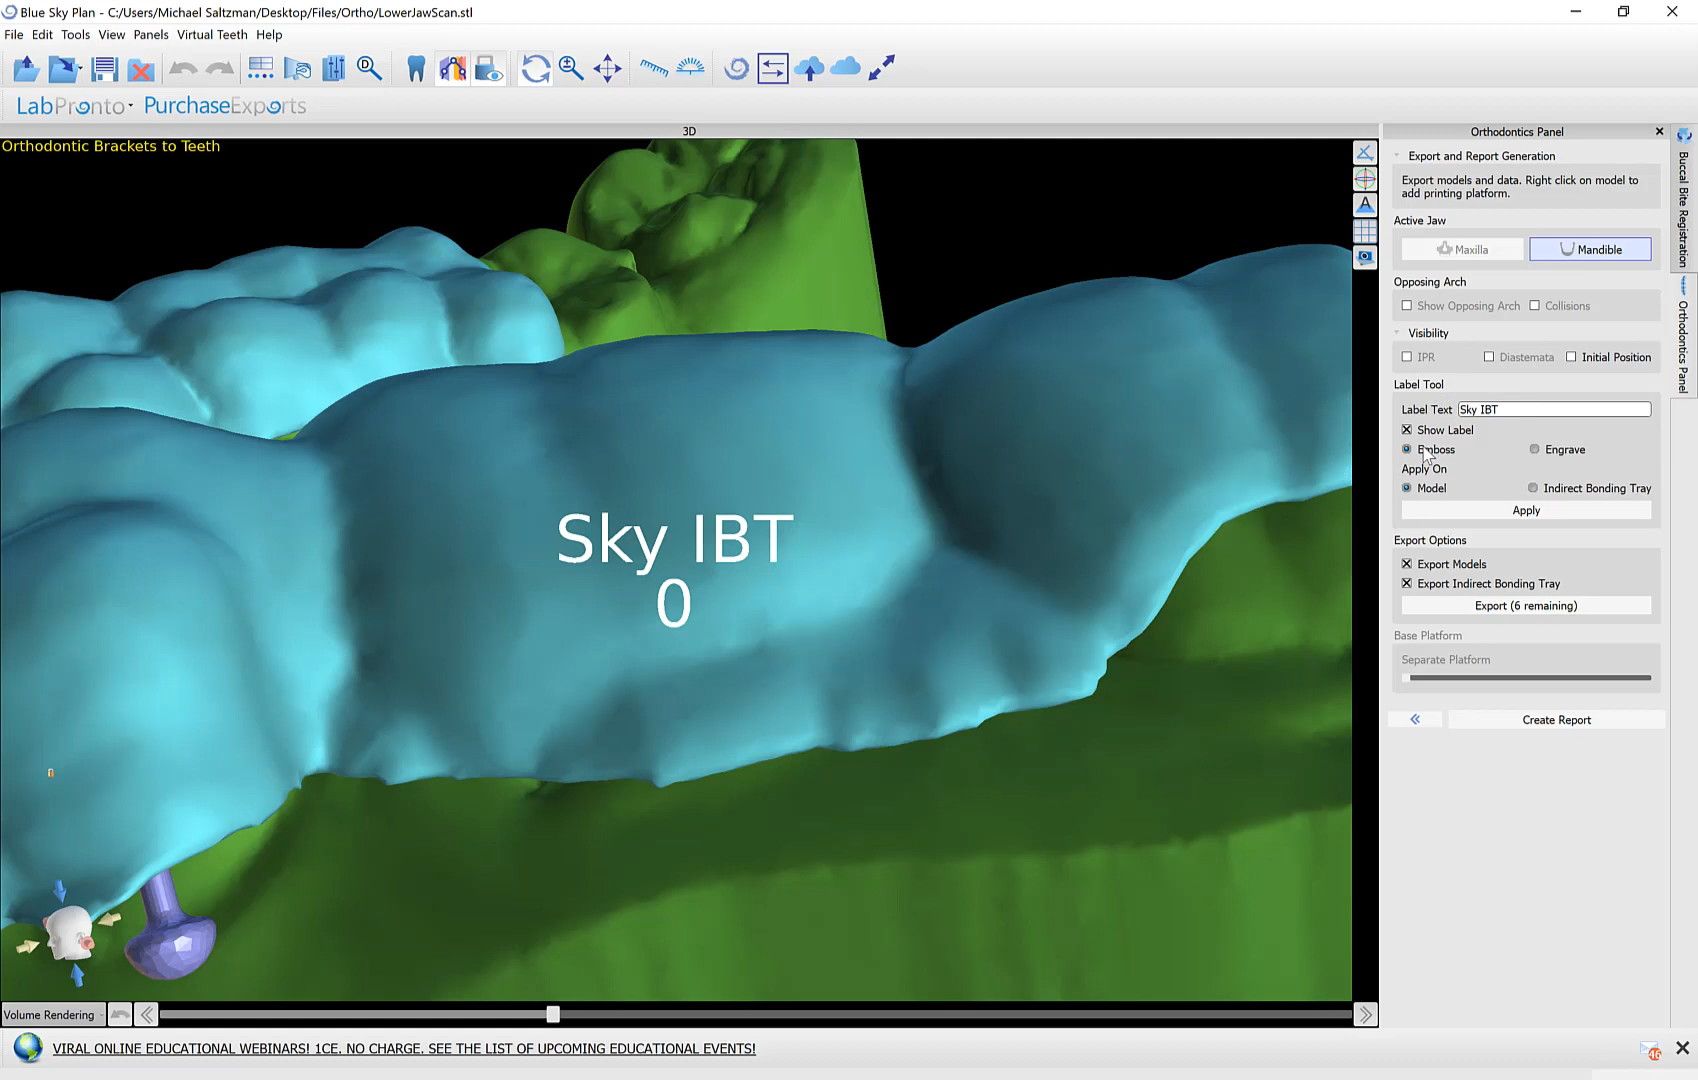 Blue Sky Plan - C:/Users/Michael Saltzman/Desktop/Files/Ortho/LowerJawScan.stl
File Edit Tools View Panels Virtual Teeth Help
LabPronto PurchaseExports
3D
Orthodontic Brackets to Teeth
Sky IBT
0
Orthodontics Panel
Export and Report Generation
Export models and data. Right click on model to
add printing platform.
Active Jaw
Maxilla Mandible
Opposing Arch
Show Opposing Arch Collisions
Visibility
IPR Diastemata Initial Position
Label Tool
Label Text Sky IBT
Show Label
Emboss Engrave
Apply On
Model Indirect Bonding Tray
Apply
Export Options
Export Models
Export Indirect Bonding Tray
Export (6 remaining)
Base Platform
Separate Platform
Create Report
Buccal Bite Registration
Orthodontics Panel
Volume Rendering
VIRAL ONLINE EDUCATIONAL WEBINARS! 1CE. NO CHARGE. SEE THE LIST OF UPCOMING EDUCATIONAL EVENTS!
46